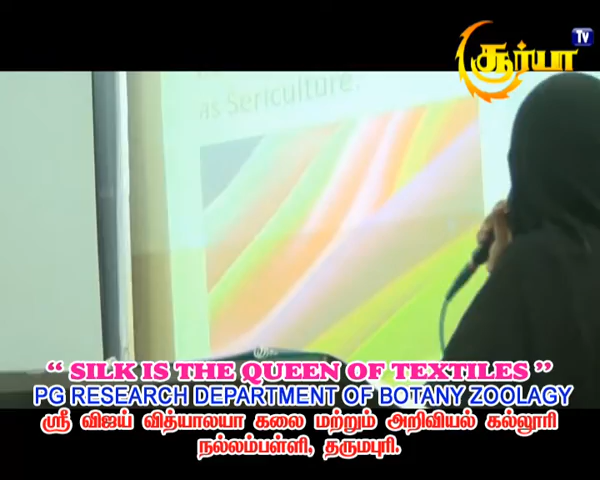 சூர்யா Tv
as Sericulture.
“ SILK IS THE QUEEN OF TEXTILES ”
PG RESEARCH DEPARTMENT OF BOTANY ZOOLAGY
ஸ்ரீ விஜய் வித்யாலயா கலை மற்றும் அறிவியல் கல்லூரி
நல்லம்பள்ளி, தருமபுரி.